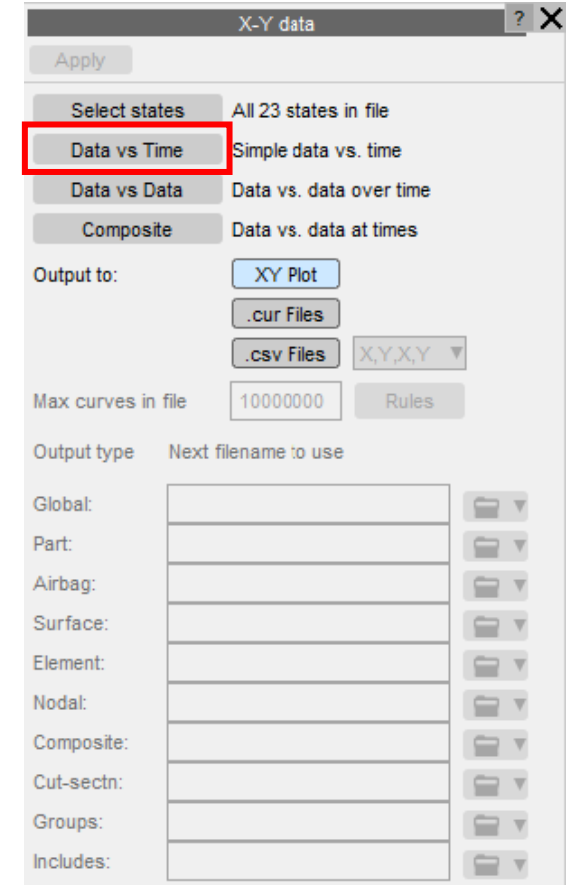 X-Y data ?
Apply
Select states All 23 states in file
Data vs Time Simple data vs. time
Data vs Data Data vs. data over time
Composite Data vs. data at times
Output to: XY Plot
.cur Files
.csv Files X,Y,X,Y
Max curves in file 10000000 Rules
Output type Next filename to use
Global:
Part:
Airbag:
Surface:
Element:
Nodal:
Composite:
Cut-sectn:
Groups:
Includes: